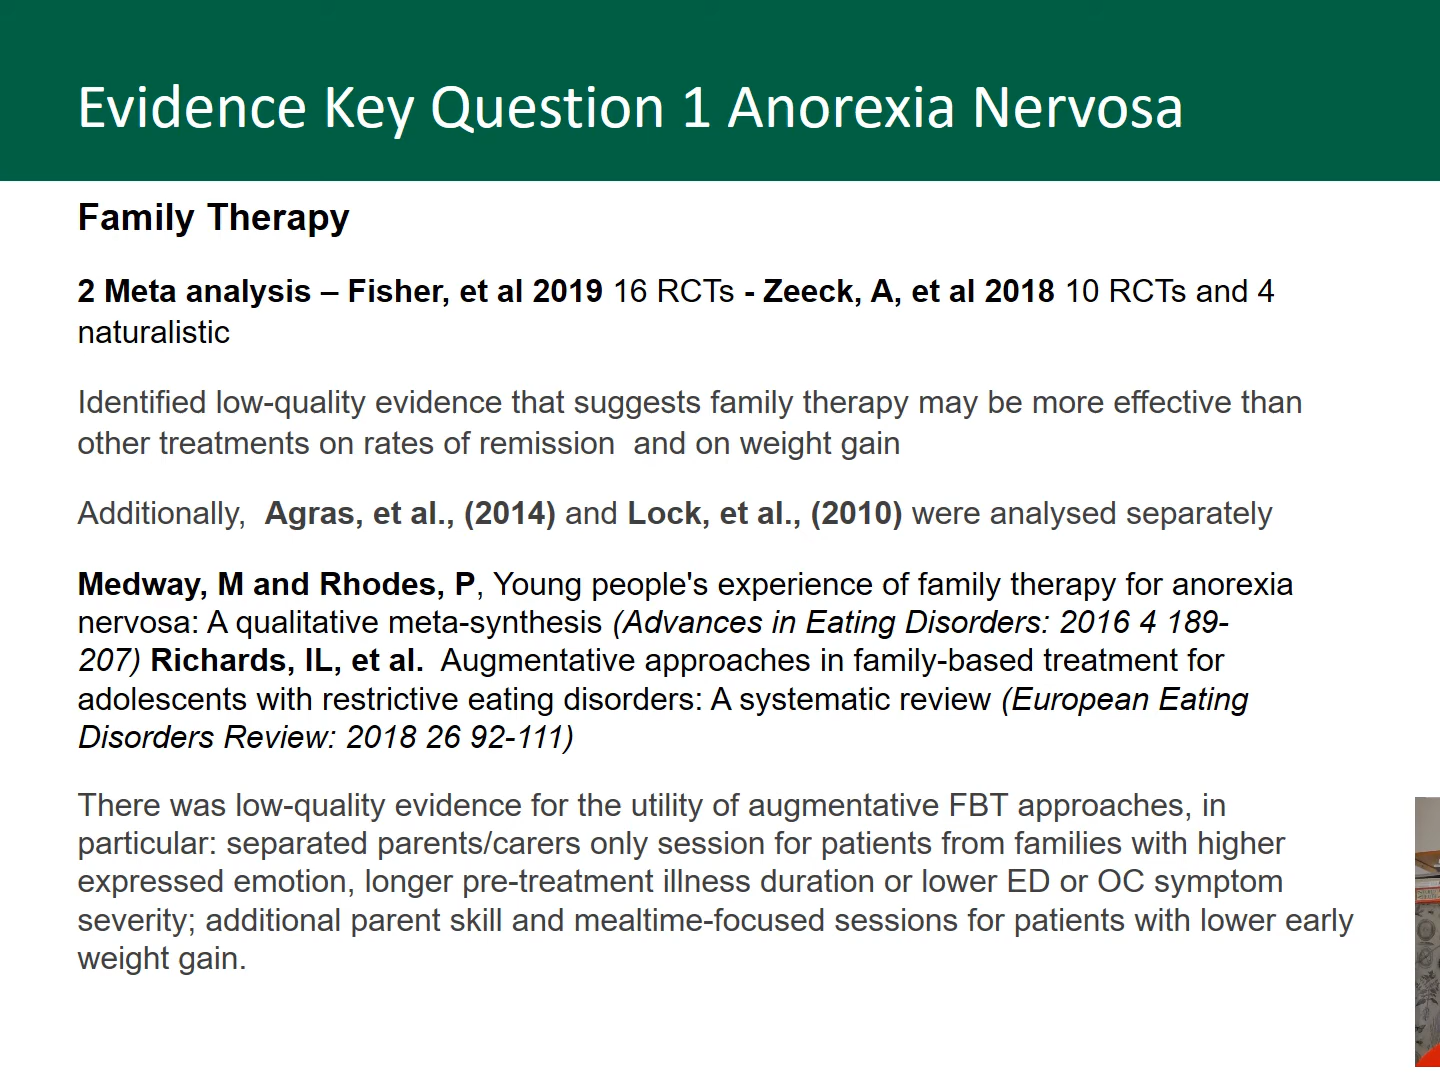 Evidence Key Question 1 Anorexia Nervosa
Family Therapy
2 Meta analysis – Fisher, et al 2019 16 RCTs - Zeeck, A, et al 2018 10 RCTs and 4
naturalistic
Identified low-quality evidence that suggests family therapy may be more effective than
other treatments on rates of remission  and on weight gain
Additionally,  Agras, et al., (2014) and Lock, et al., (2010) were analysed separately
Medway, M and Rhodes, P, Young people's experience of family therapy for anorexia
nervosa: A qualitative meta-synthesis (Advances in Eating Disorders: 2016 4 189-
207) Richards, IL, et al.  Augmentative approaches in family-based treatment for
adolescents with restrictive eating disorders: A systematic review (European Eating
Disorders Review: 2018 26 92-111)
There was low-quality evidence for the utility of augmentative FBT approaches, in
particular: separated parents/carers only session for patients from families with higher
expressed emotion, longer pre-treatment illness duration or lower ED or OC symptom
severity; additional parent skill and mealtime-focused sessions for patients with lower early
weight gain.